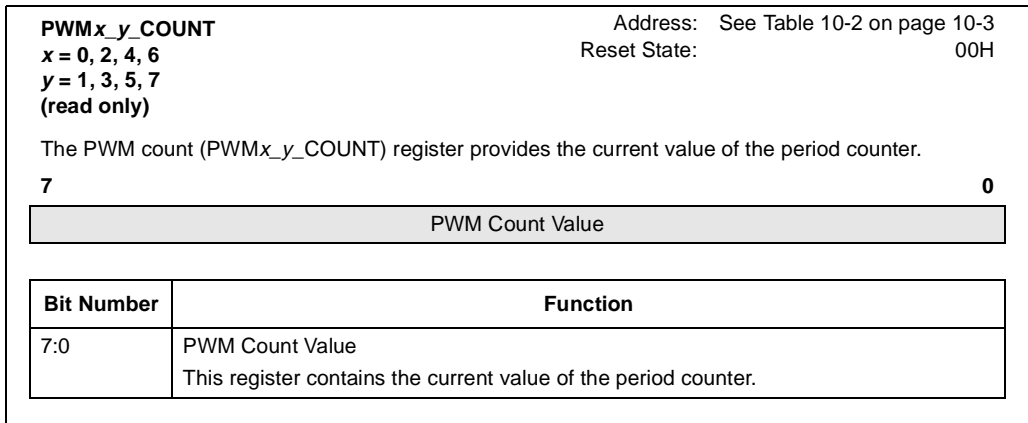 PWMx_y_COUNT Address: See Table 10-2 on page 10-3
x = 0, 2, 4, 6 Reset State: 00H
y = 1, 3, 5, 7
(read only)
The PWM count (PWMx_y_COUNT) register provides the current value of the period counter.
7 0
PWM Count Value
Bit Number Function
7:0 PWM Count Value
This register contains the current value of the period counter.